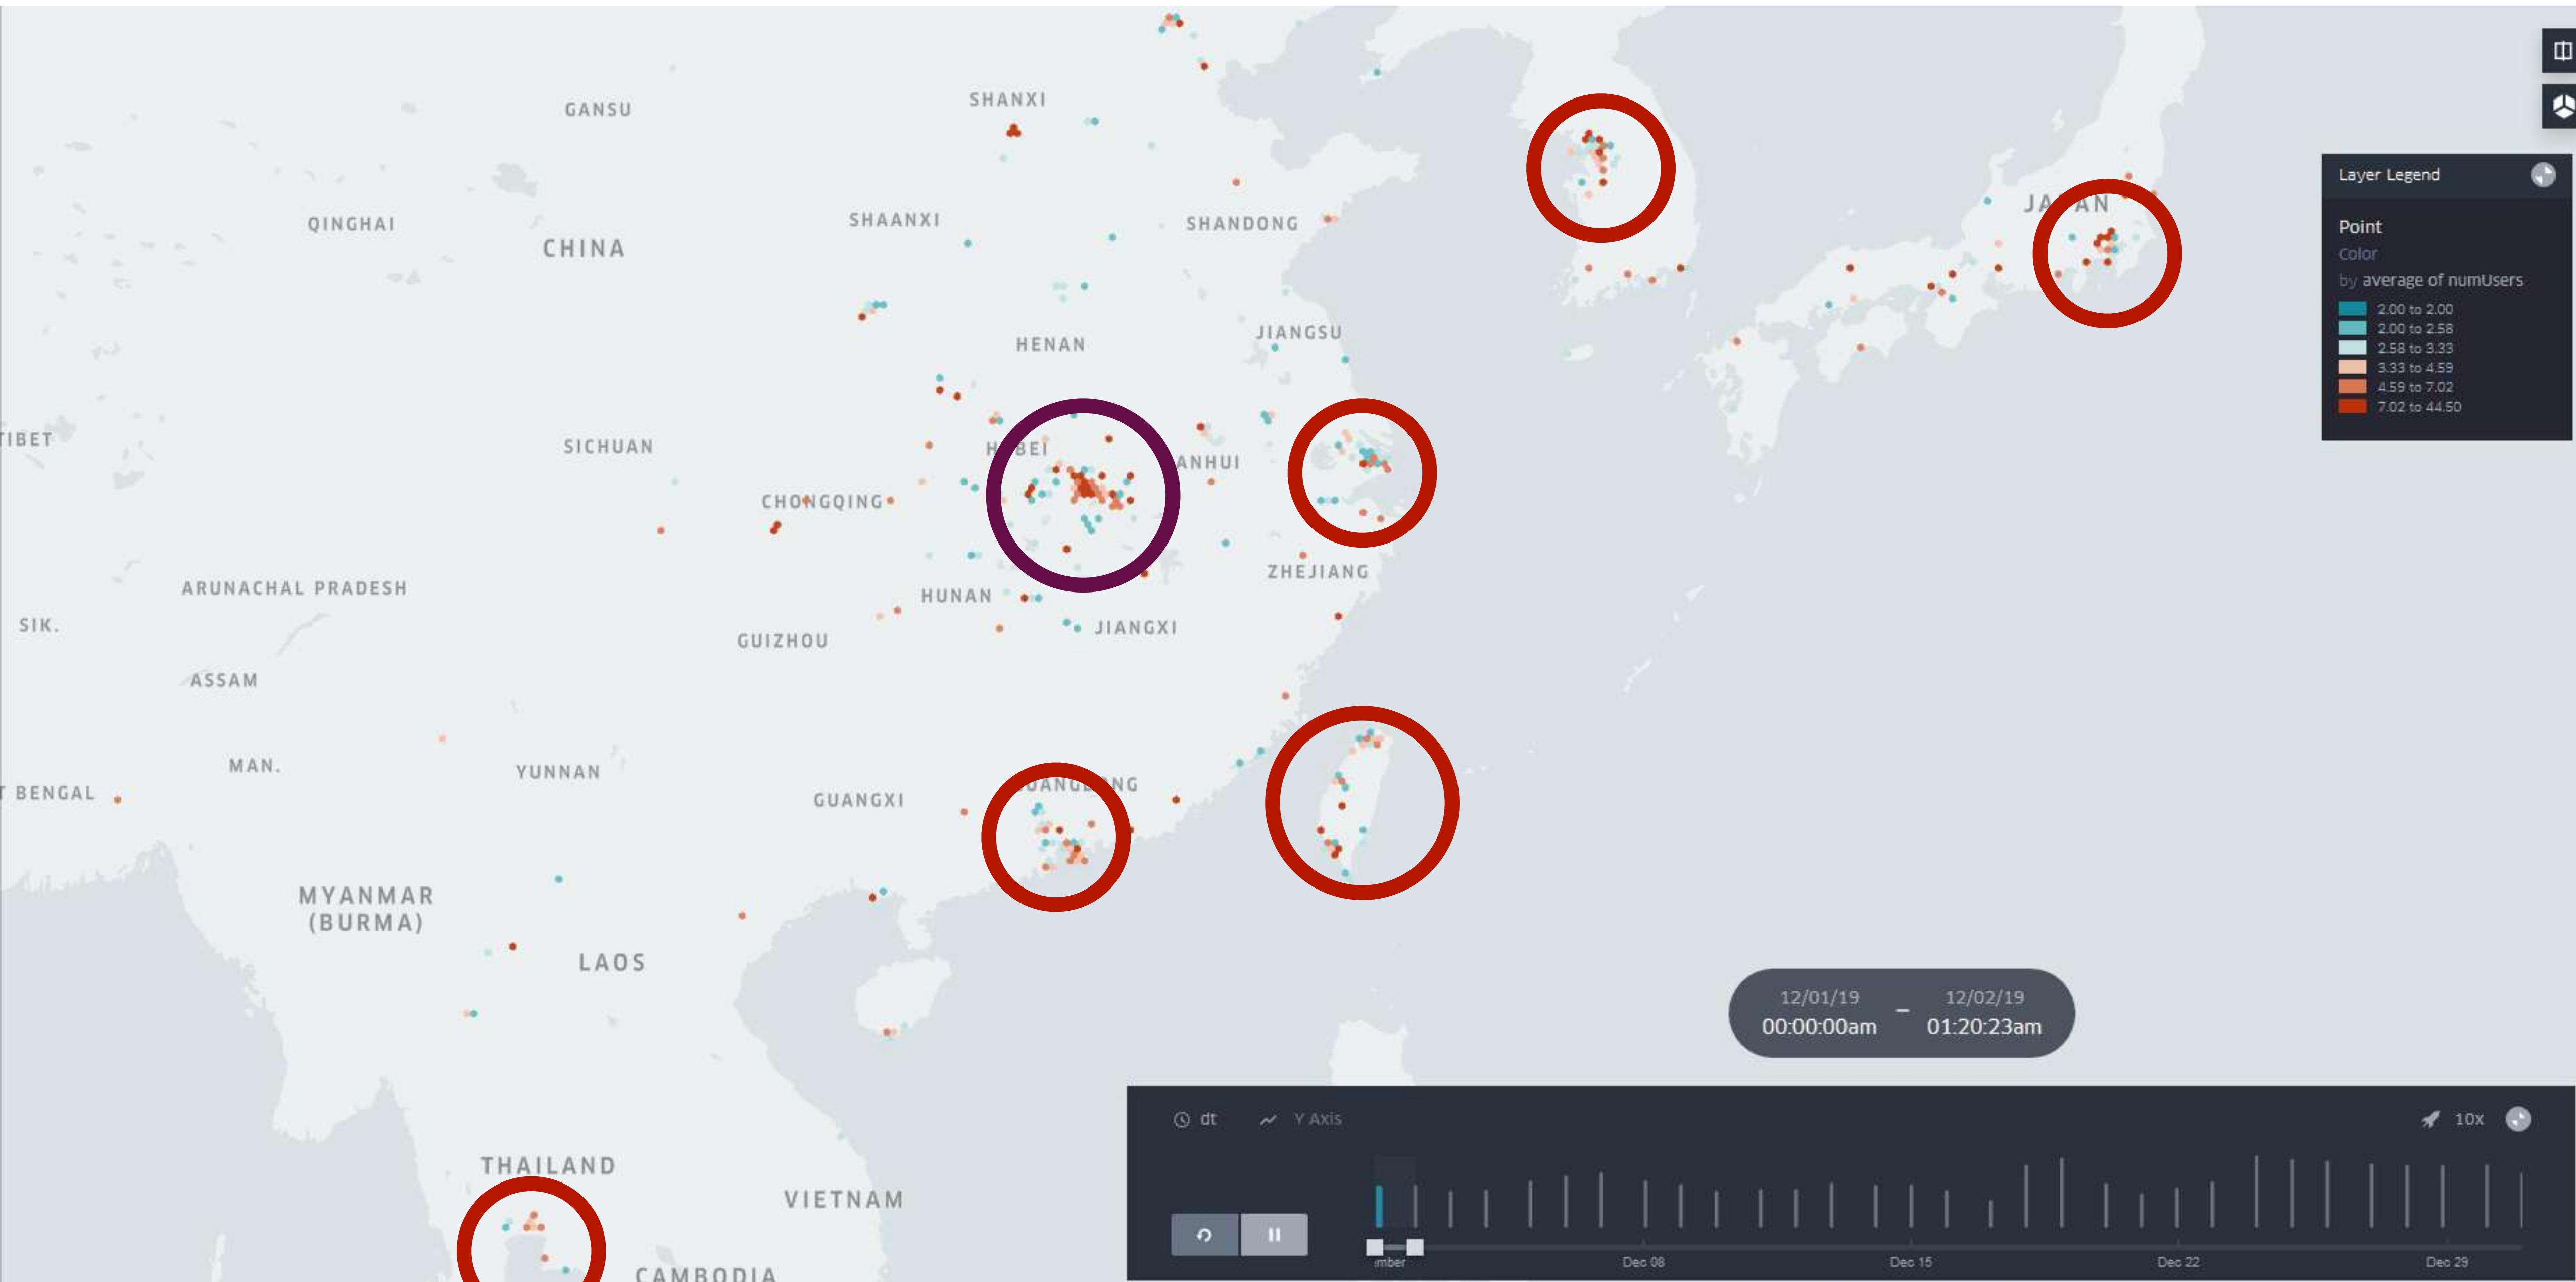 GANSU
SHANXI
QINGHAI
CHINA
SHAANXI
SHANDONG
JAPAN
HENAN
JIANGSU
TIBET
SICHUAN
HUBEI
ANHUI
CHONGQING
ARUNACHAL PRADESH
ZHEJIANG
HUNAN
SIK.
GUIZHOU
JIANGXI
ASSAM
MAN.
YUNNAN
T BENGAL
GUANGXI
GUANGDONG
MYANMAR
(BURMA)
LAOS
THAILAND
VIETNAM
CAMBODIA
Layer Legend
Point
Color
by average of numUsers
2.00 to 2.00
2.00 to 2.58
2.58 to 3.33
3.33 to 4.59
4.59 to 7.02
7.02 to 44.50
12/01/19 – 12/02/19
00:00:00am 01:20:23am
dt Y Axis 10x
mber Dec 08 Dec 15 Dec 22 Dec 29